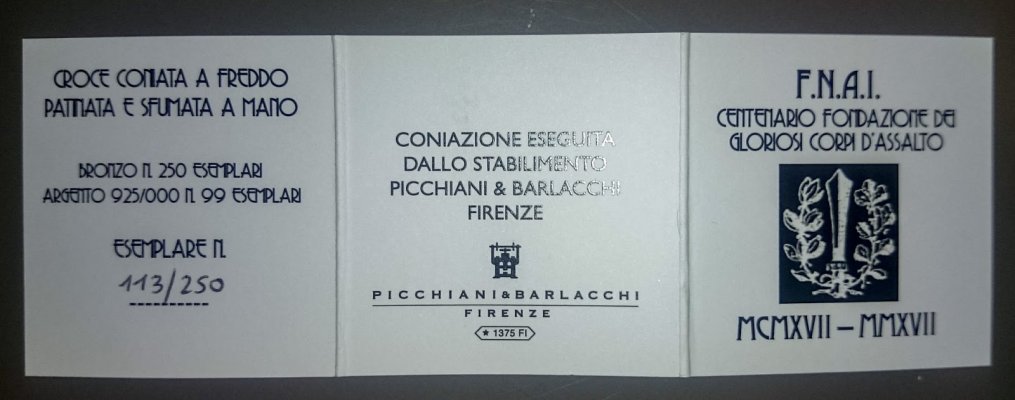 CROCE CONIATA A FREDDO
PATINATA E SFUMATA A MANO
BRONZO N. 250 ESEMPLARI
ARGENTO 925/000 N. 99 ESEMPLARI
ESEMPLARE N.
113/250
CONIAZIONE ESEGUITA
DALLO STABILIMENTO
PICCHIANI & BARLACCHI
FIRENZE
PICCHIANI&BARLACCHI
FIRENZE
★ 1375 FI
F.N.A.I.
CENTENARIO FONDAZIONE DEI
GLORIOSI CORPI D'ASSALTO
MCMXVII – MMXVII